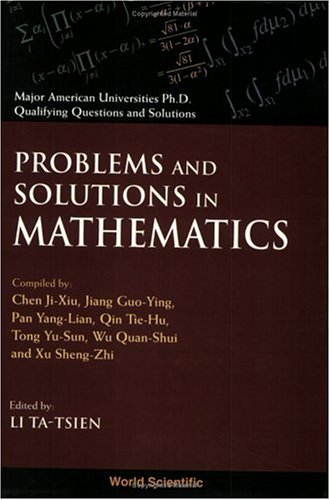 Copyrighted Material
Major American Universities Ph.D.
Qualifying Questions and Solutions
PROBLEMS AND
SOLUTIONS IN
MATHEMATICS
Compiled by:
Chen Ji-Xiu, Jiang Guo-Ying,
Pan Yang-Lian, Qin Tie-Hu,
Tong Yu-Sun, Wu Quan-Shui
and Xu Sheng-Zhi
Edited by:
LI TA-TSIEN
World Scientific
Copyrighted Material